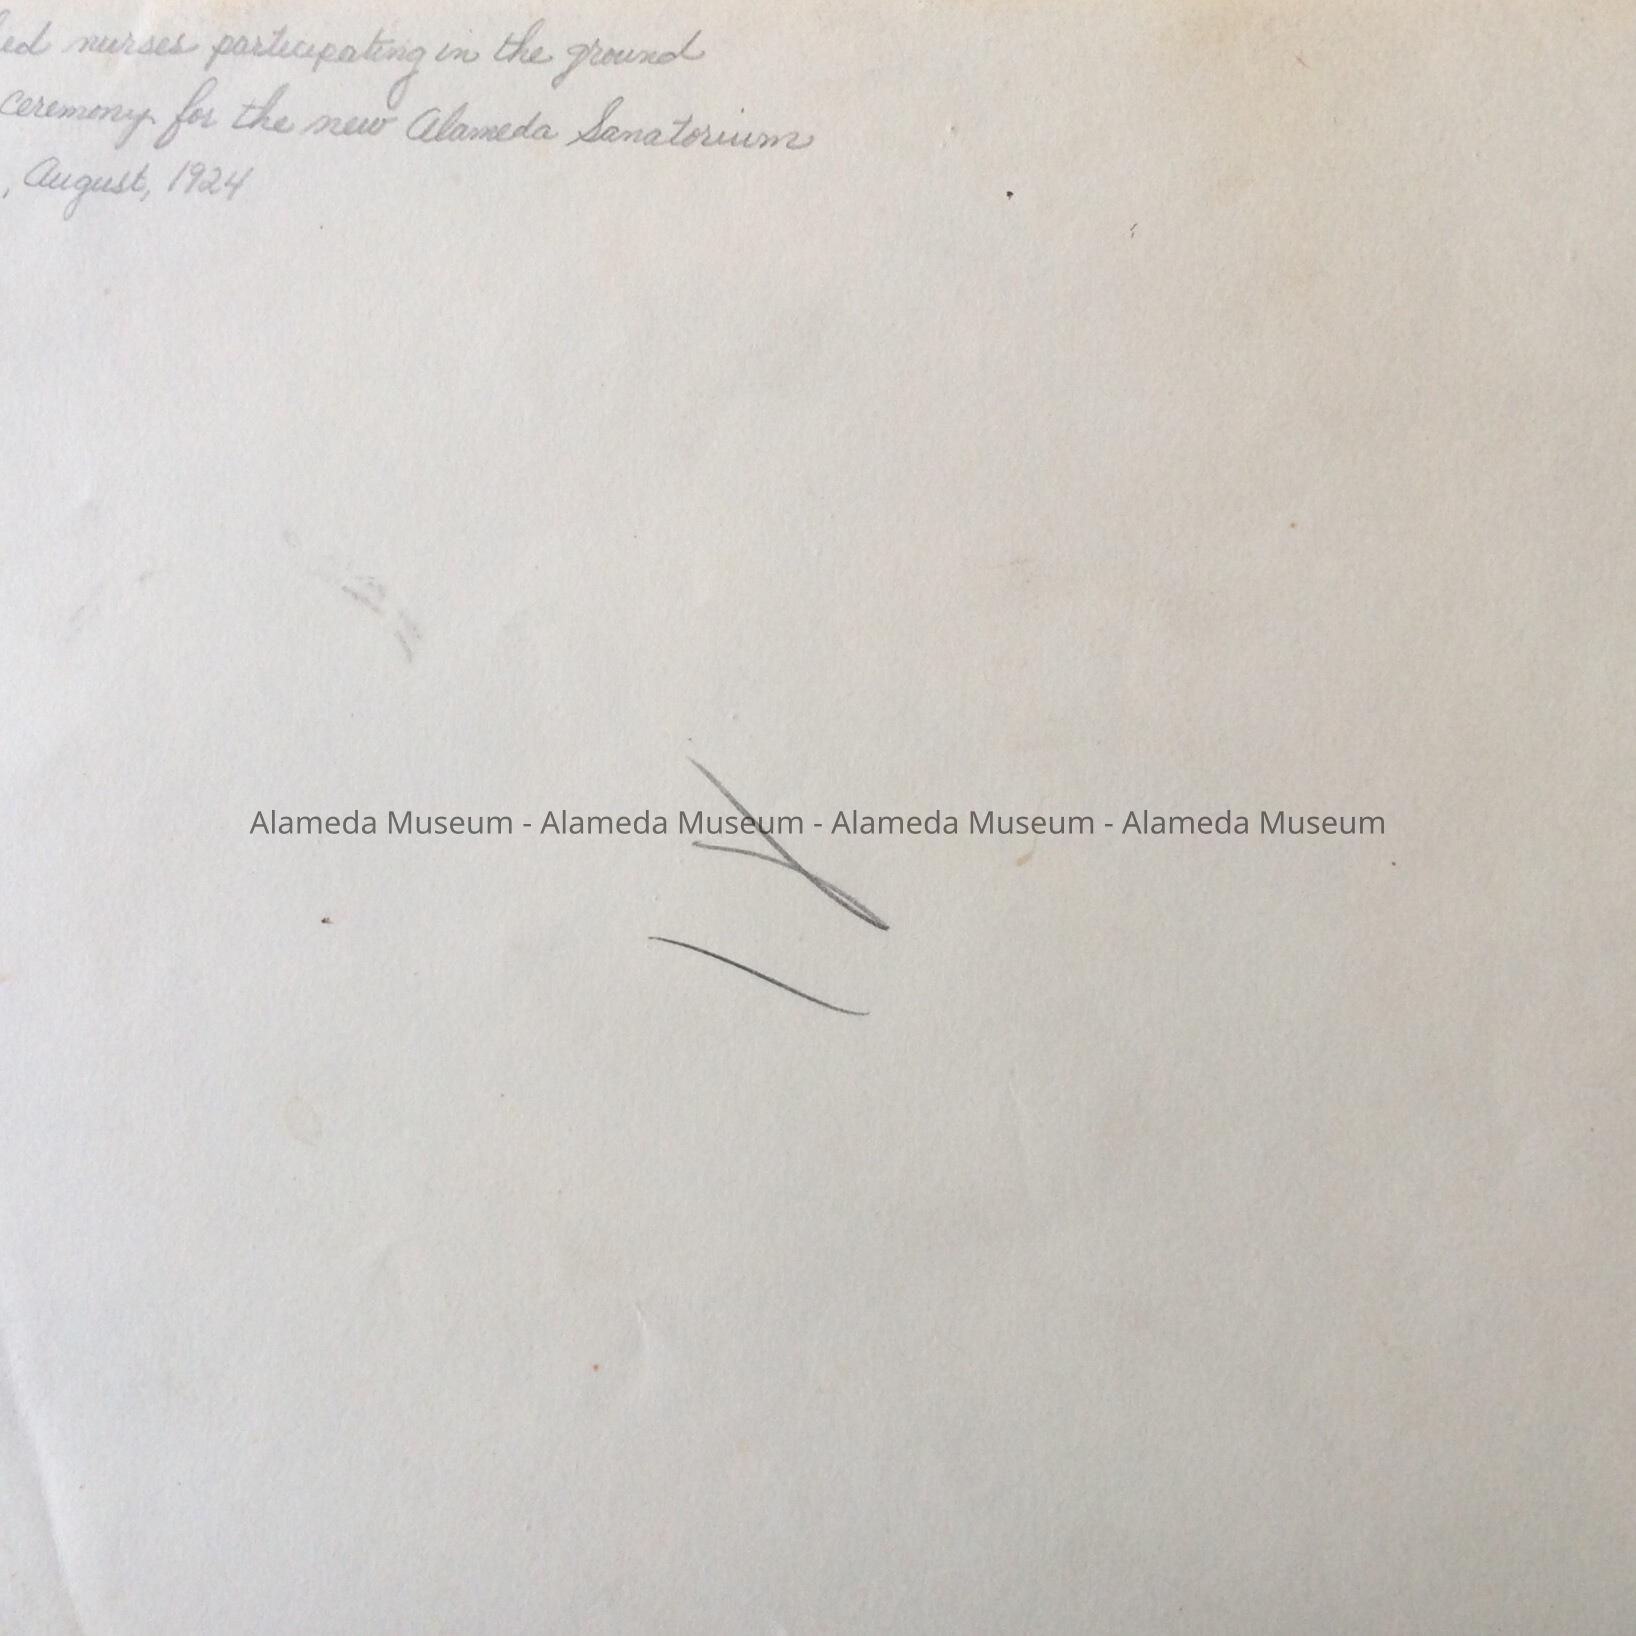 nurses participating in the ground
ceremony for the new Alameda Sanatorium
, August, 1924
Alameda Museum - Alameda Museum - Alameda Museum - Alameda Museum